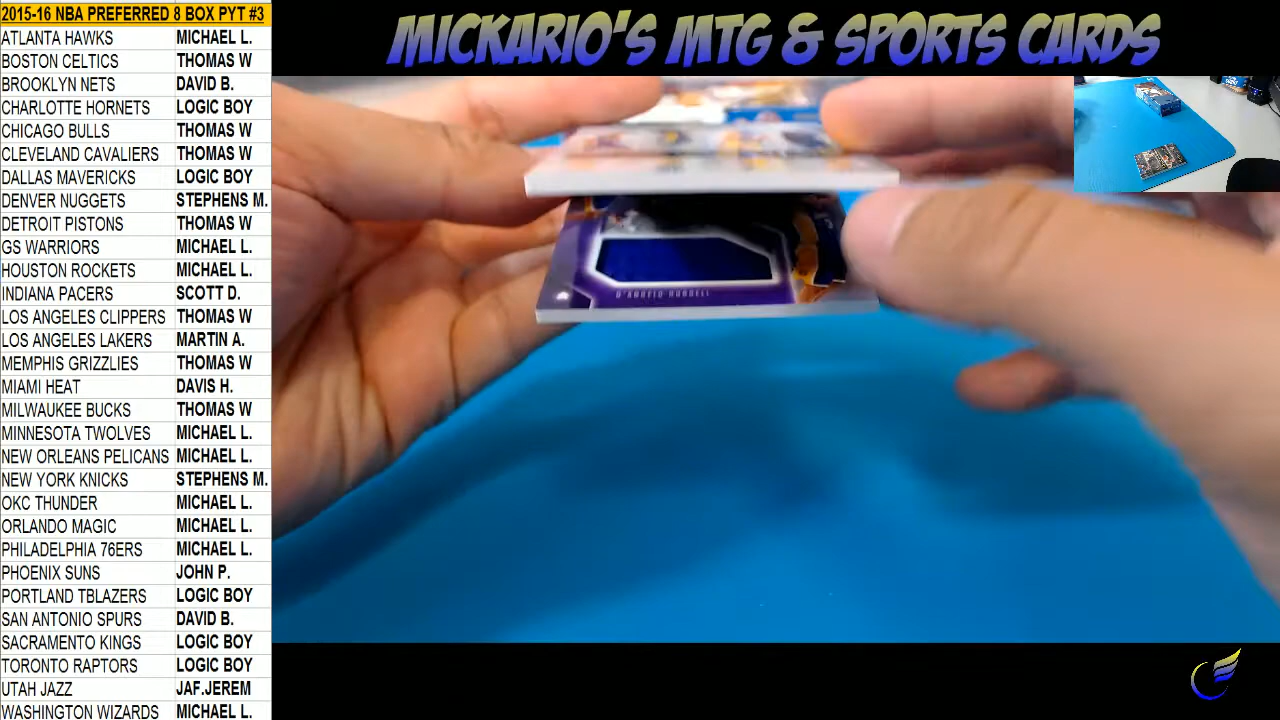 2015-16 NBA PREFERRED 8 BOX PYT #3
MICKARIO'S MTG & SPORTS CARDS
ATLANTA HAWKS MICHAEL L.
BOSTON CELTICS THOMAS W
BROOKLYN NETS DAVID B.
CHARLOTTE HORNETS LOGIC BOY
CHICAGO BULLS THOMAS W
CLEVELAND CAVALIERS THOMAS W
DALLAS MAVERICKS LOGIC BOY
DENVER NUGGETS STEPHENS M.
DETROIT PISTONS THOMAS W
GS WARRIORS MICHAEL L.
HOUSTON ROCKETS MICHAEL L.
INDIANA PACERS SCOTT D.
LOS ANGELES CLIPPERS THOMAS W
LOS ANGELES LAKERS MARTIN A.
MEMPHIS GRIZZLIES THOMAS W
MIAMI HEAT DAVIS H.
MILWAUKEE BUCKS THOMAS W
MINNESOTA TWOLVES MICHAEL L.
NEW ORLEANS PELICANS MICHAEL L.
NEW YORK KNICKS STEPHENS M.
OKC THUNDER MICHAEL L.
ORLANDO MAGIC MICHAEL L.
PHILADELPHIA 76ERS MICHAEL L.
PHOENIX SUNS JOHN P.
PORTLAND TBLAZERS LOGIC BOY
SAN ANTONIO SPURS DAVID B.
SACRAMENTO KINGS LOGIC BOY
TORONTO RAPTORS LOGIC BOY
UTAH JAZZ JAF.JEREM
WASHINGTON WIZARDS MICHAEL L.
D'ANGELO RUSSELL